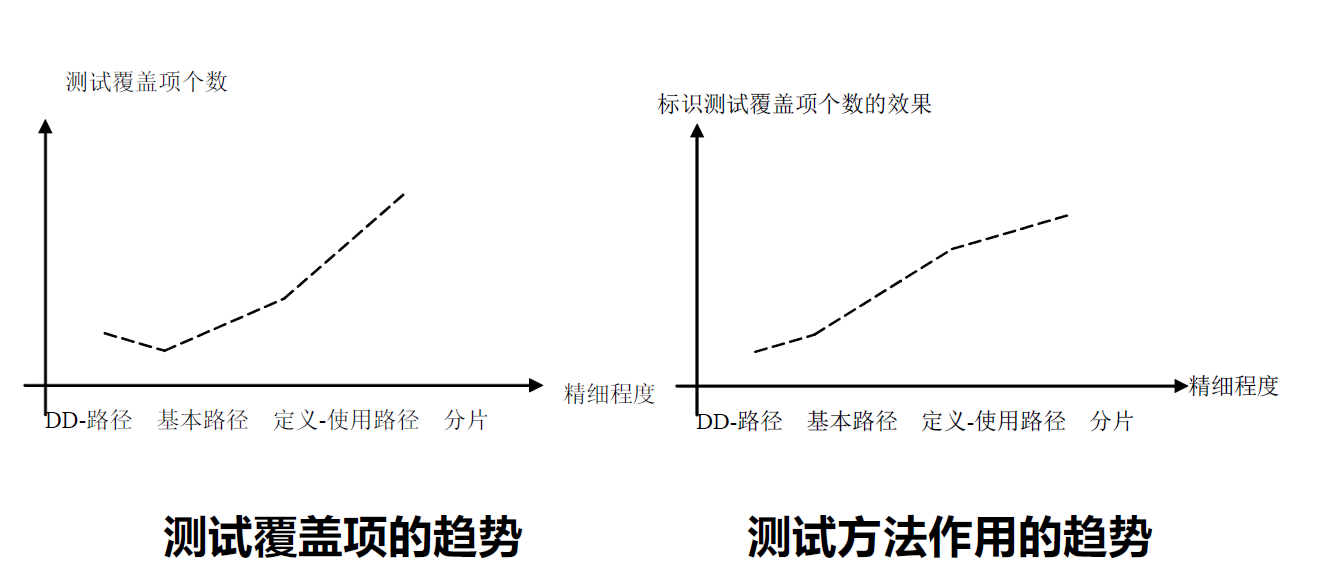 测试覆盖项个数
标识测试覆盖项个数的效果
精细程度
精细程度
DD-路径 基本路径 定义-使用路径 分片
DD-路径 基本路径 定义-使用路径 分片
测试覆盖项的趋势
测试方法作用的趋势